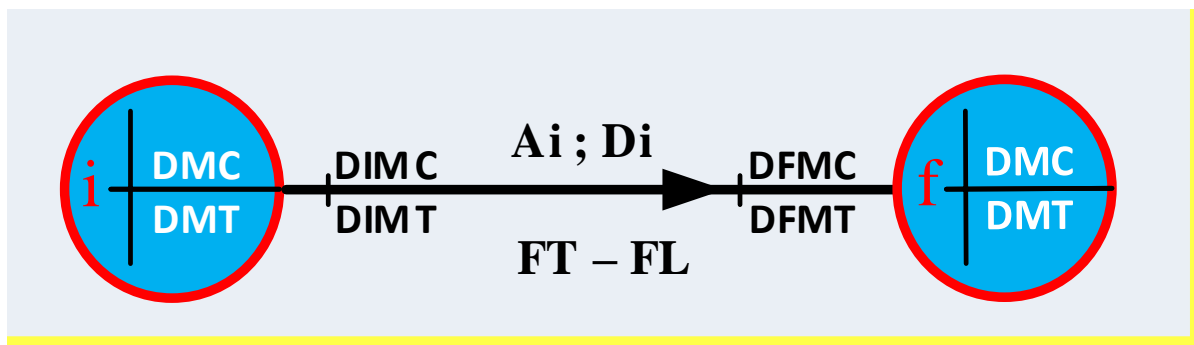 Ai ; Di
i DMC DIMC DFMC f DMC
DMT DIMT DFMT DMT
FT – FL